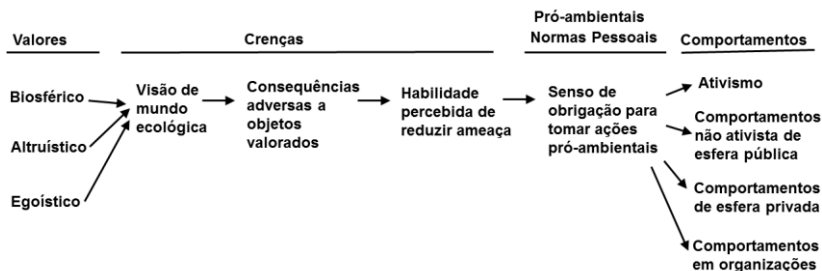 Valores
Crenças
Pró-ambientais
Normas Pessoais
Comportamentos
Biosférico
Altruístico
Egoístico
Visão de
mundo
ecológica
Consequências
adversas a
objetos
valorados
Habilidade
percebida de
reduzir ameaça
Senso de
obrigação para
tomar ações
pró-ambientais
Ativismo
Comportamentos
não ativista de
esfera pública
Comportamentos
de esfera privada
Comportamentos
em organizações